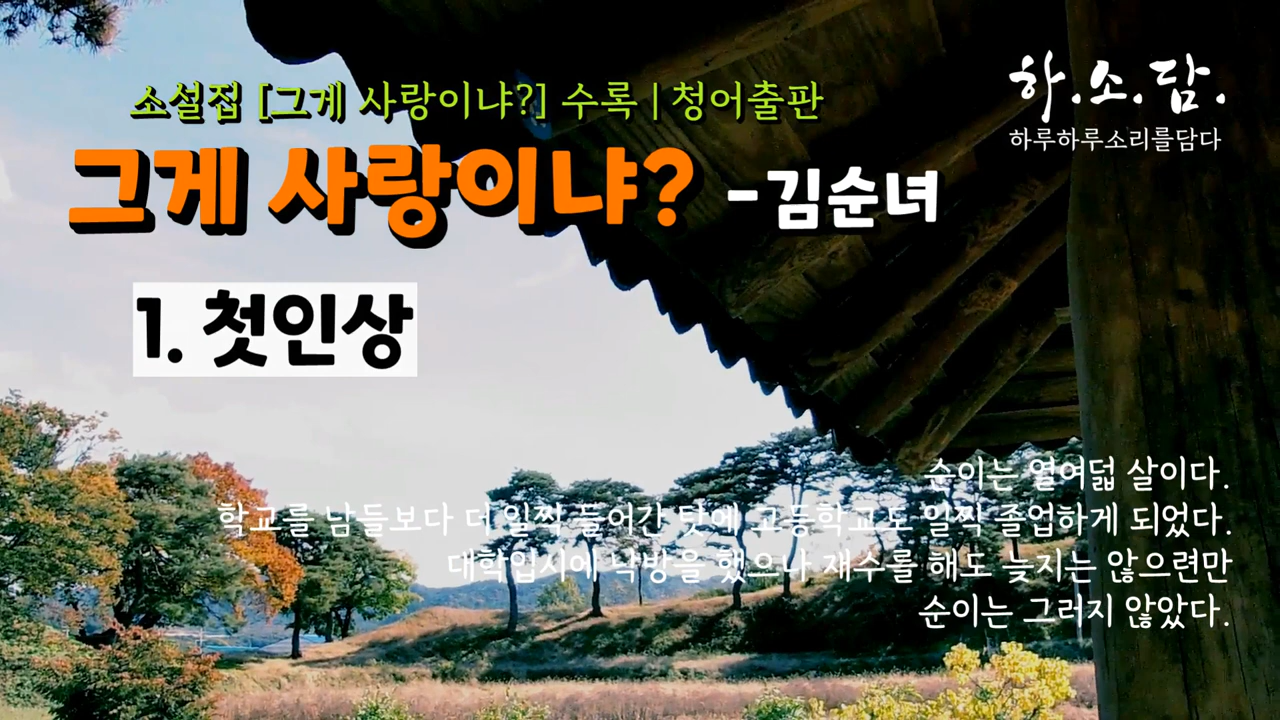 소설집 [그게 사랑이냐?] 수록 | 청어출판
하.소.담.
하루하루소리를담다
그게 사랑이냐? -김순녀
1. 첫인상
순이는 열여덟 살이다.
학교를 남들보다 더 일찍 들어간 탓에 고등학교도 일찍 졸업하게 되었다.
대학입시에 낙방을 했으나 재수를 해도 늦지는 않으련만
순이는 그러지 않았다.